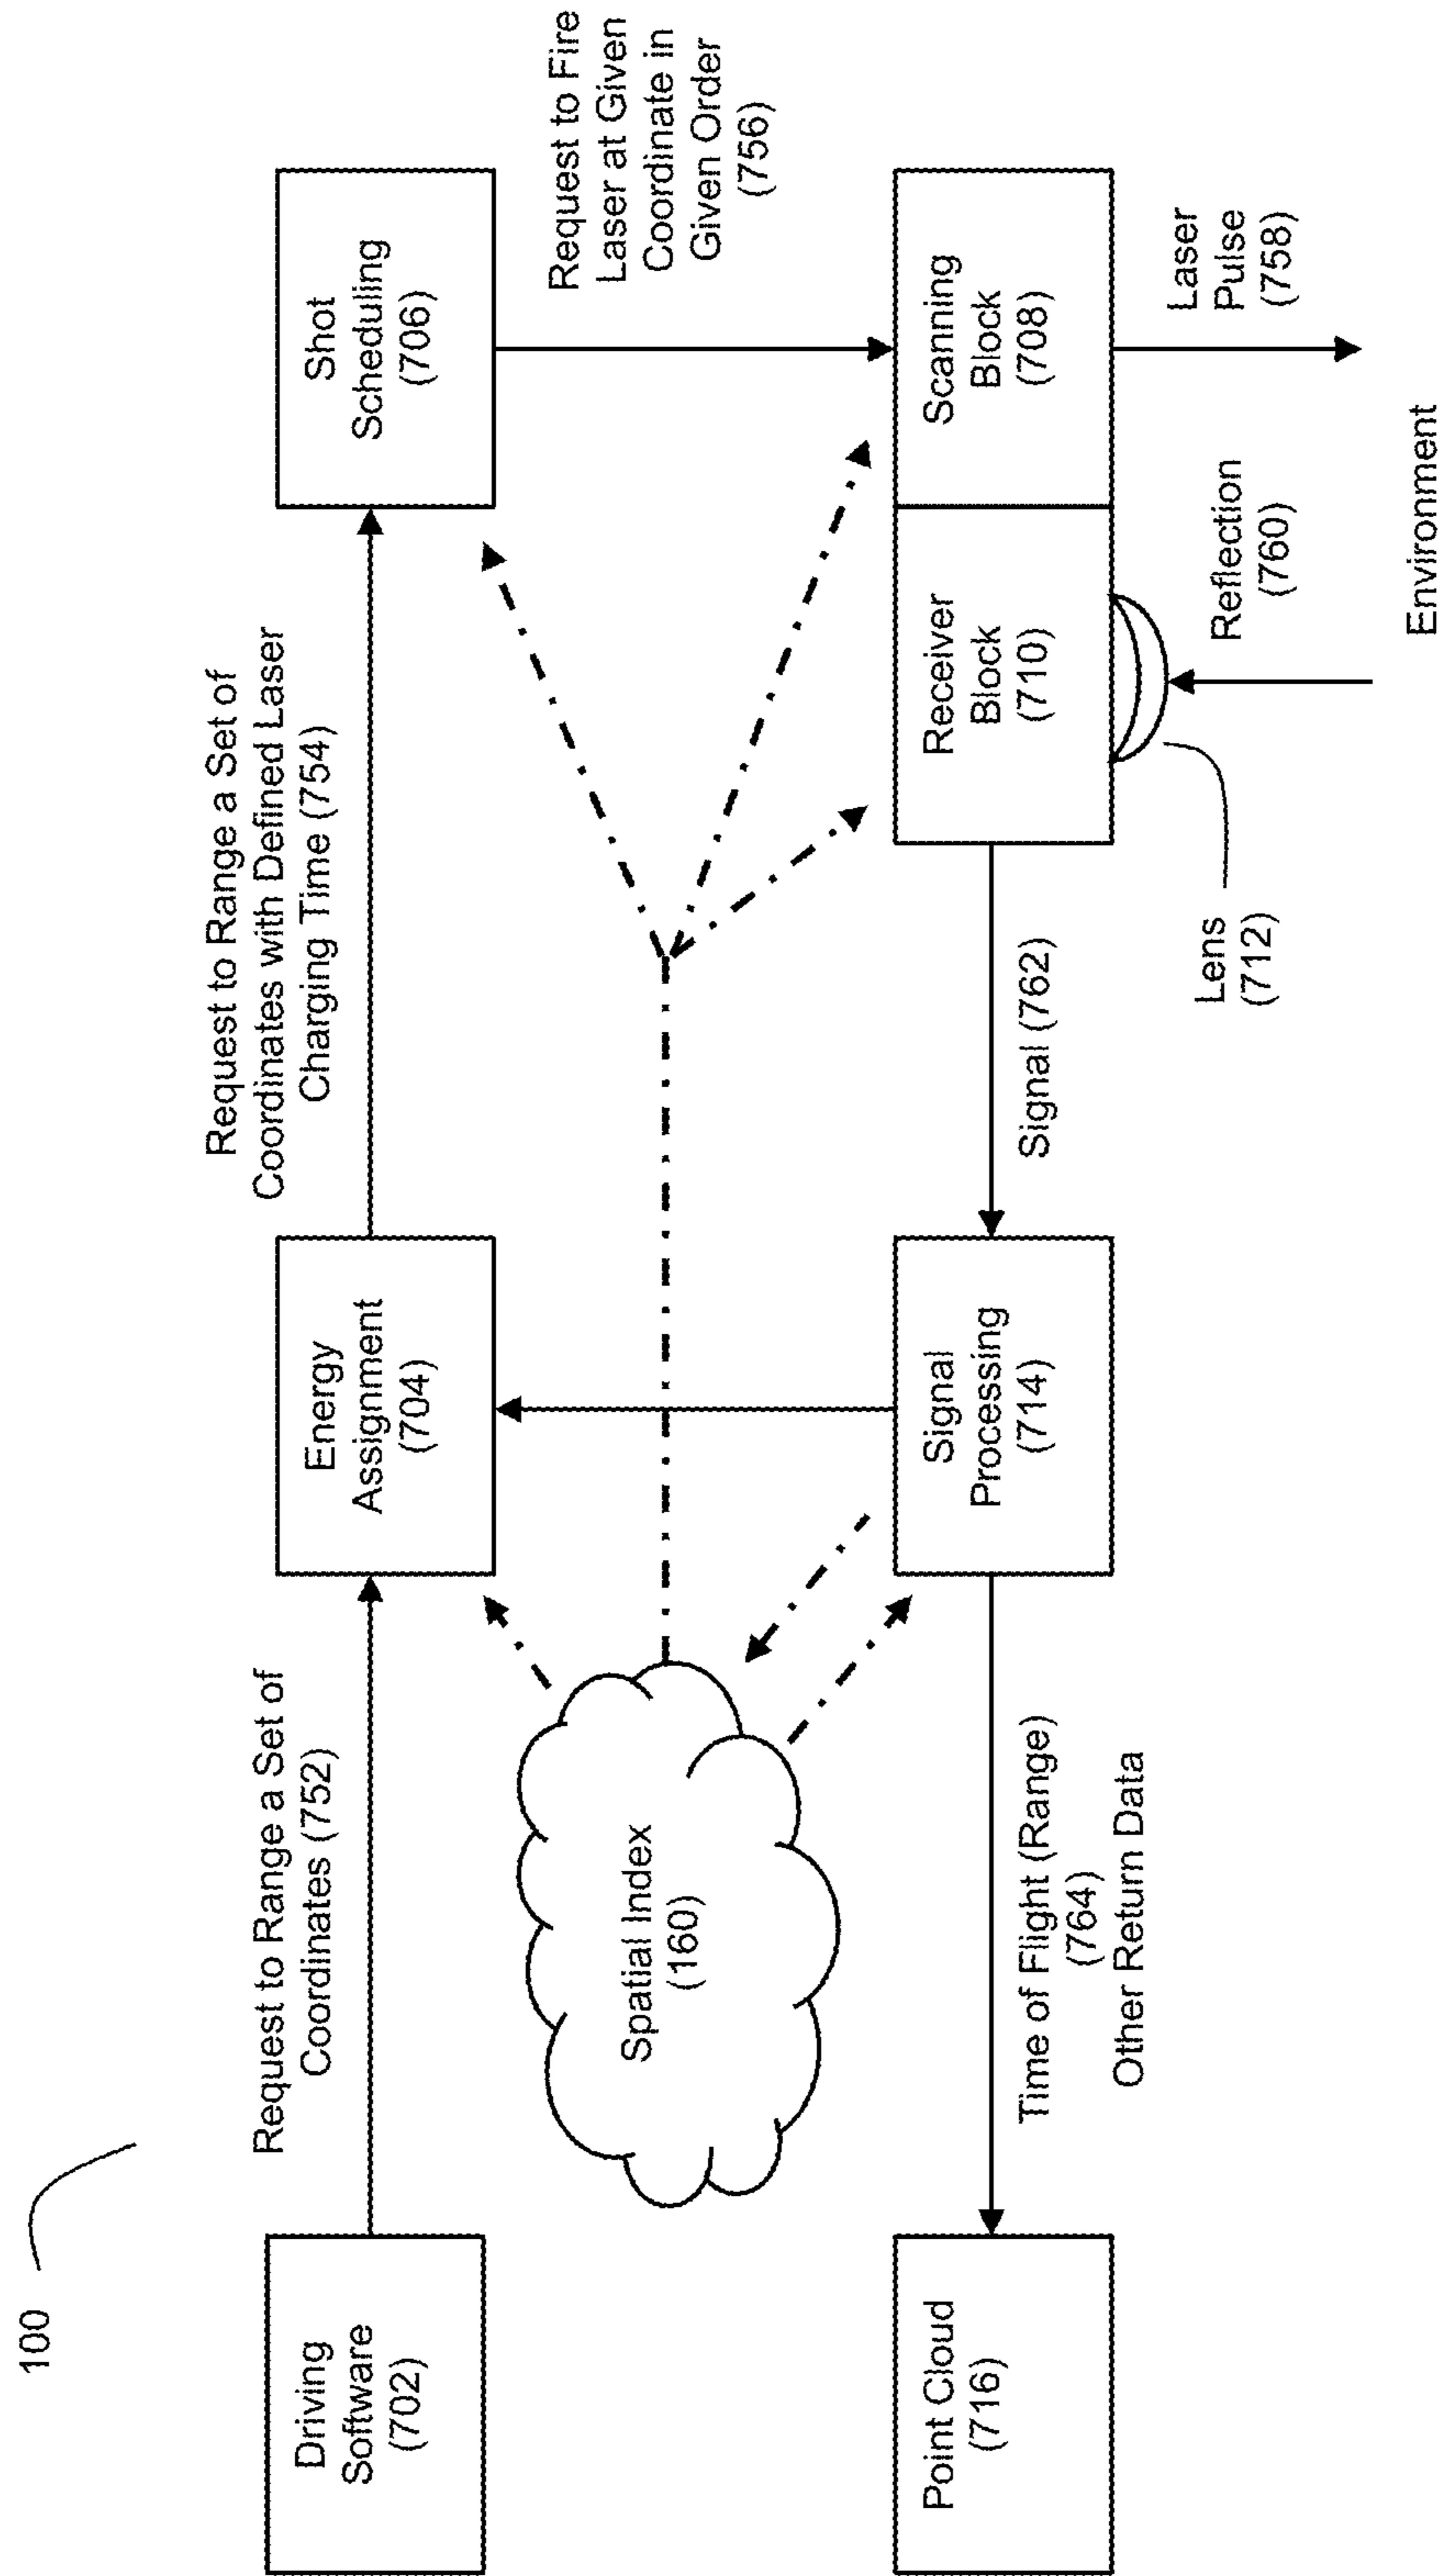 100
Driving
Software
(702)
Request to Range a Set of
Coordinates (752)
Energy
Assignment
(704)
Request to Range a Set of
Coordinates with Defined Laser
Charging Time (754)
Shot
Scheduling
(706)
Request to Fire
Laser at Given
Coordinate in
Given Order
(756)
Spatial Index
(160)
Point Cloud
(716)
Time of Flight (Range)
(764)
Other Return Data
Signal
Processing
(714)
Signal (762)
Receiver
Block
(710)
Scanning
Block
(708)
Lens
(712)
Reflection
(760)
Laser
Pulse
(758)
Environment